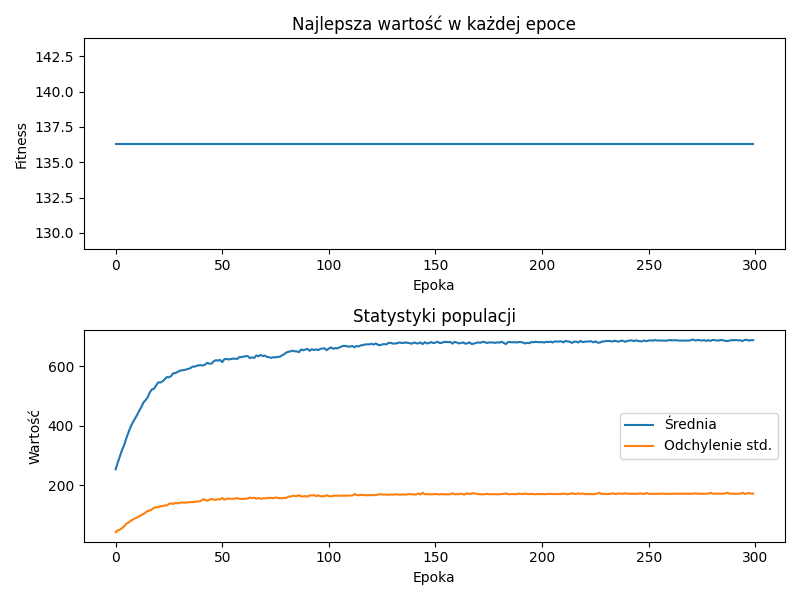 Najlepsza wartość w każdej epoce
142.5
140.0
137.5
135.0
132.5
130.0
Fitness
0 50 100 150 200 250 300
Epoka
Statystyki populacji
600
400
200
Wartość
Średnia
Odchylenie std.
0 50 100 150 200 250 300
Epoka